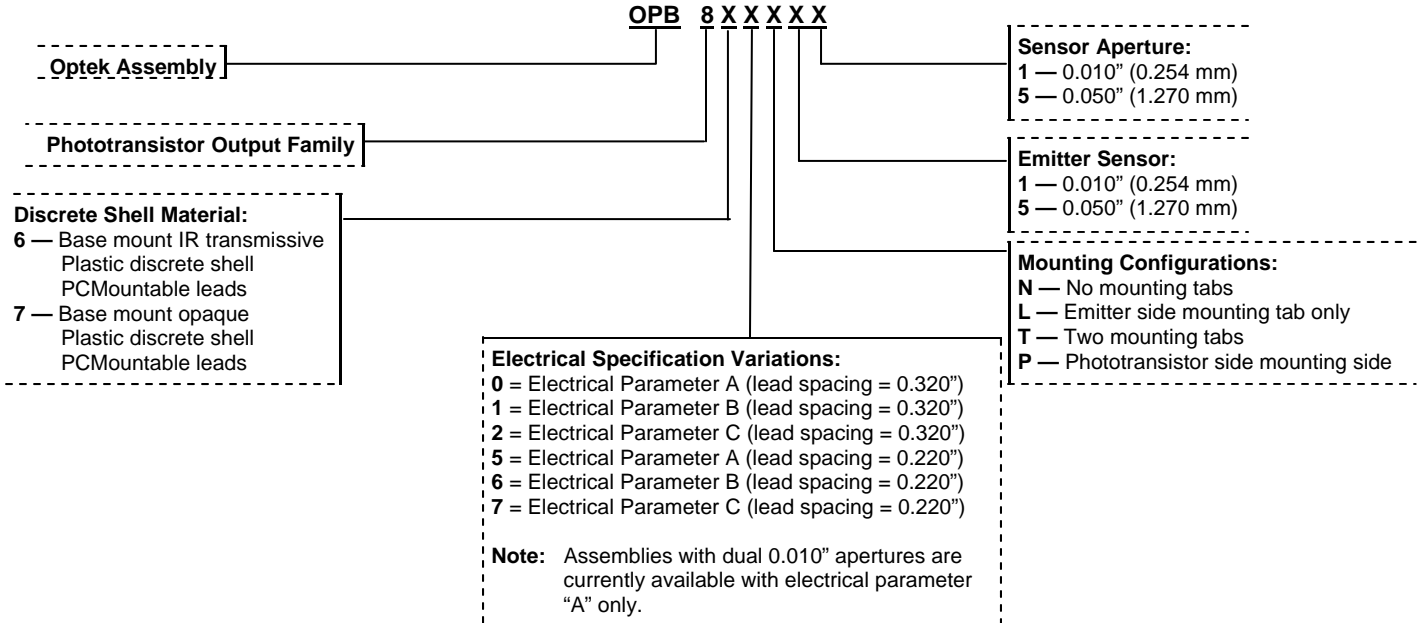 OPB 8 X X X X X
Optek Assembly
Phototransistor Output Family
Discrete Shell Material:
6 — Base mount IR transmissive
Plastic discrete shell
PCMountable leads
7 — Base mount opaque
Plastic discrete shell
PCMountable leads
Electrical Specification Variations:
0 = Electrical Parameter A (lead spacing = 0.320”)
1 = Electrical Parameter B (lead spacing = 0.320”)
2 = Electrical Parameter C (lead spacing = 0.320”)
5 = Electrical Parameter A (lead spacing = 0.220”)
6 = Electrical Parameter B (lead spacing = 0.220”)
7 = Electrical Parameter C (lead spacing = 0.220”)
Note: Assemblies with dual 0.010” apertures are
currently available with electrical parameter
“A” only.
Sensor Aperture:
1 — 0.010” (0.254 mm)
5 — 0.050” (1.270 mm)
Emitter Sensor:
1 — 0.010” (0.254 mm)
5 — 0.050” (1.270 mm)
Mounting Configurations:
N — No mounting tabs
L — Emitter side mounting tab only
T — Two mounting tabs
P — Phototransistor side mounting side